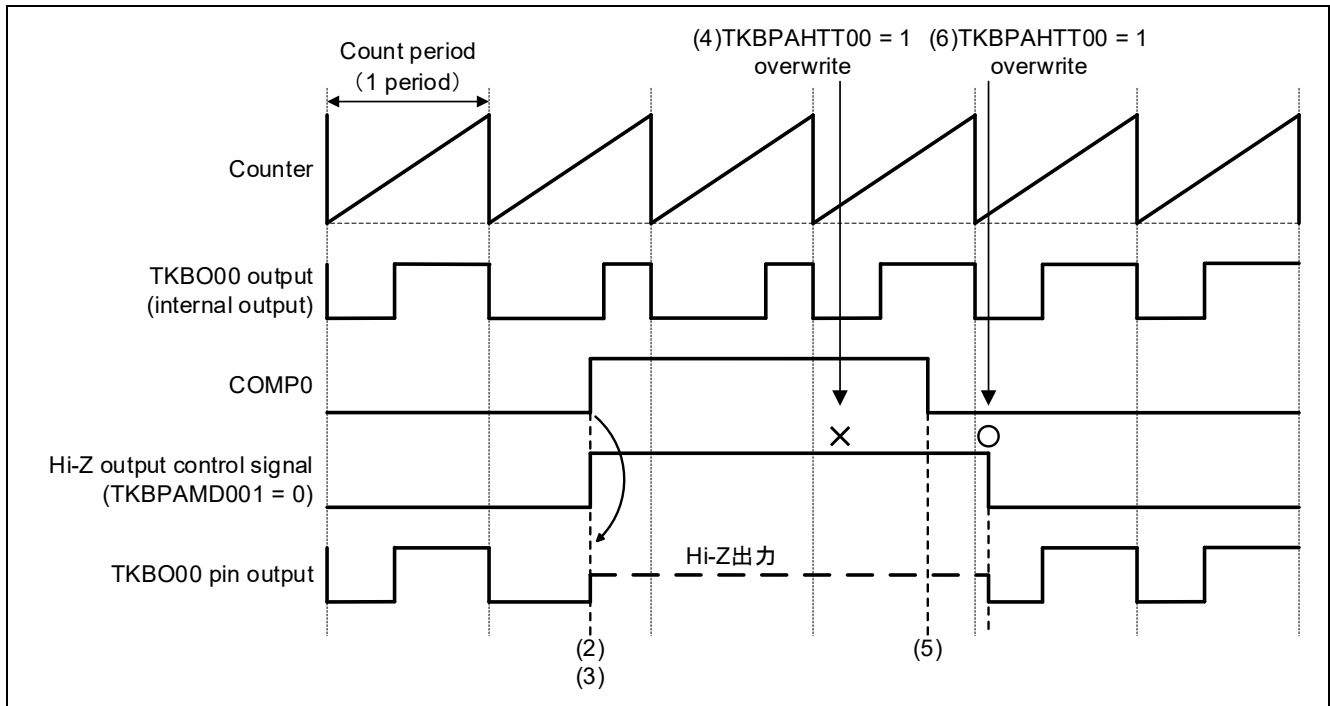 (4)TKBPAHTT00 = 1
overwrite
(6)TKBPAHTT00 = 1
overwrite
Count period
（1 period）
Counter
TKBO00 output
(internal output)
COMP0
Hi-Z output control signal
(TKBPAMD001 = 0)
Hi-Z出力
TKBO00 pin output
(2)
(3)
(5)